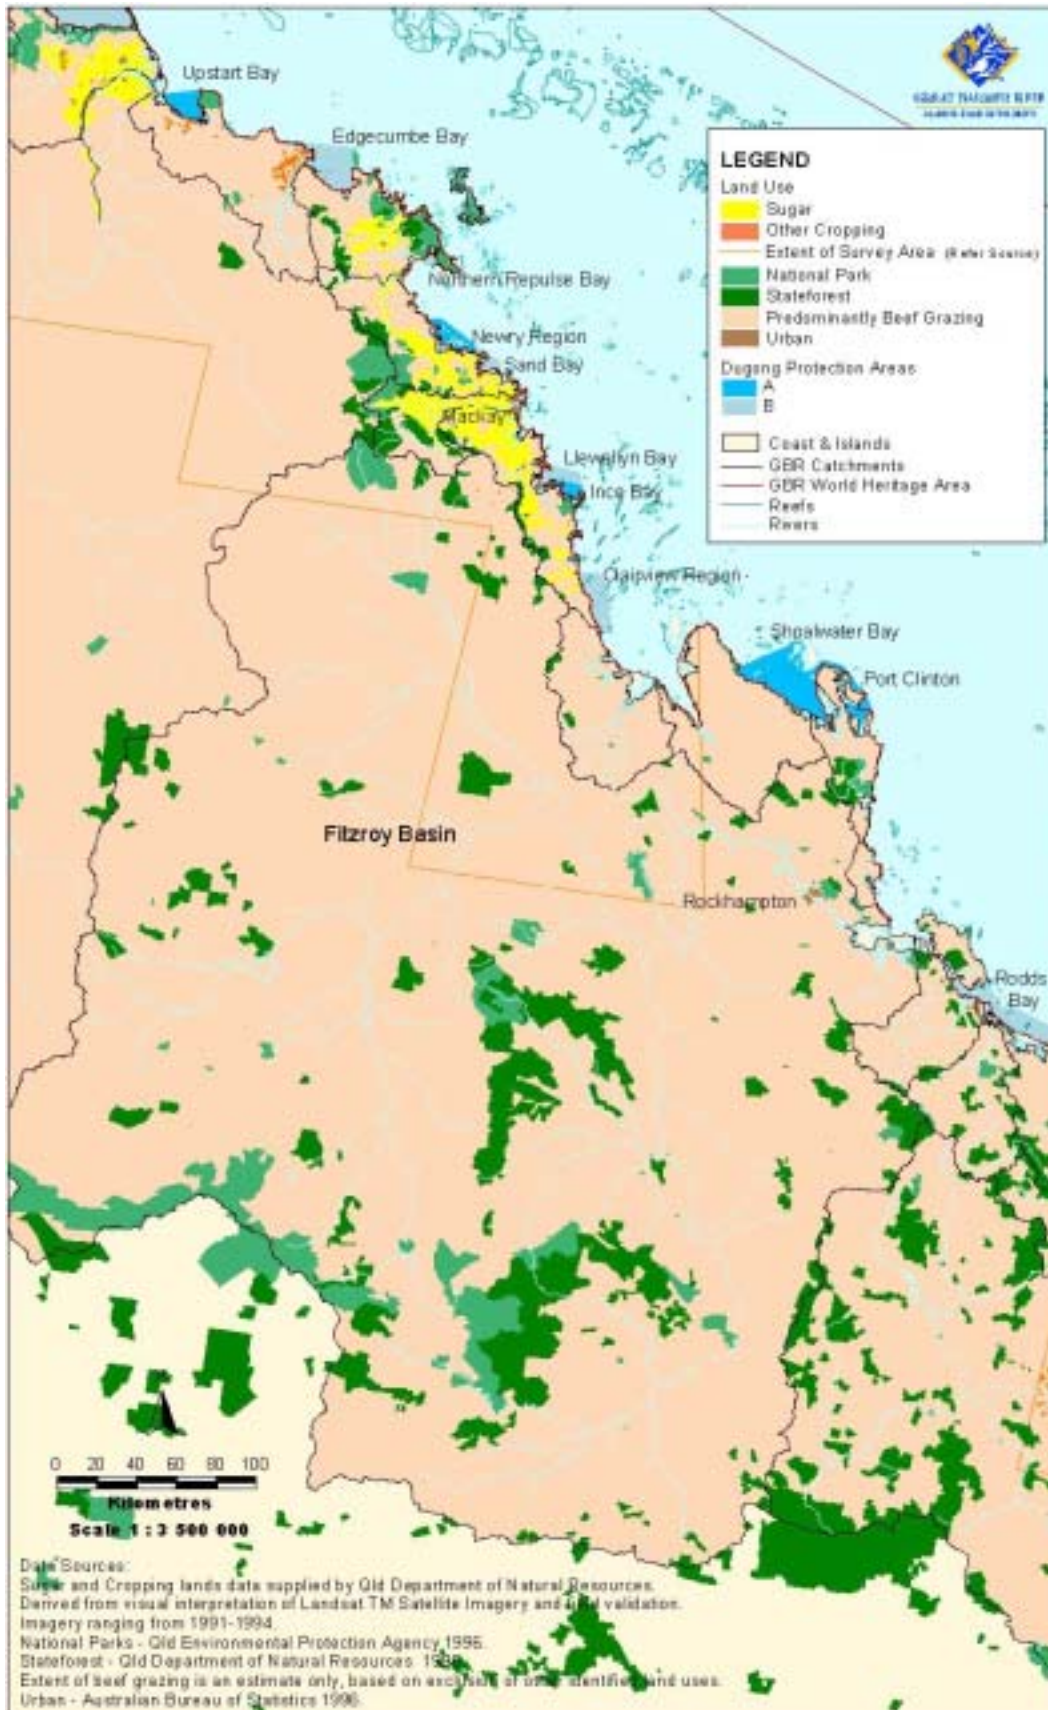 Upstart Bay
Edgecumbe Bay
Northern Repulse Bay
Newry Region
Sand Bay
Mackay
Llewellyn Bay
Ince Bay
Clairview Region
Shoalwater Bay
Port Clinton
Fitzroy Basin
Rockhampton
Rodds
Bay
GREAT BARRIER REEF
LEGEND
Land Use
Sugar
Other Cropping
Extent of Survey Area (Refer Source)
National Park
Stateforest
Predominantly Beef Grazing
Urban
Dugong Protection Areas
A
B
Coast & Islands
GBR Catchments
GBR World Heritage Area
Reefs
Rivers
0 20 40 60 80 100
Kilometres
Scale 1 : 3 500 000
Data Sources:
Sugar and Cropping lands data supplied by Qld Department of Natural Resources.
Derived from visual interpretation of Landsat TM Satellite Imagery and field validation.
Imagery ranging from 1991-1994.
National Parks - Qld Environmental Protection Agency 1996.
Stateforest - Qld Department of Natural Resources
Extent of beef grazing is an estimate only, based on exclusion of other identified land uses.
Urban - Australian Bureau of Statistics 1996.